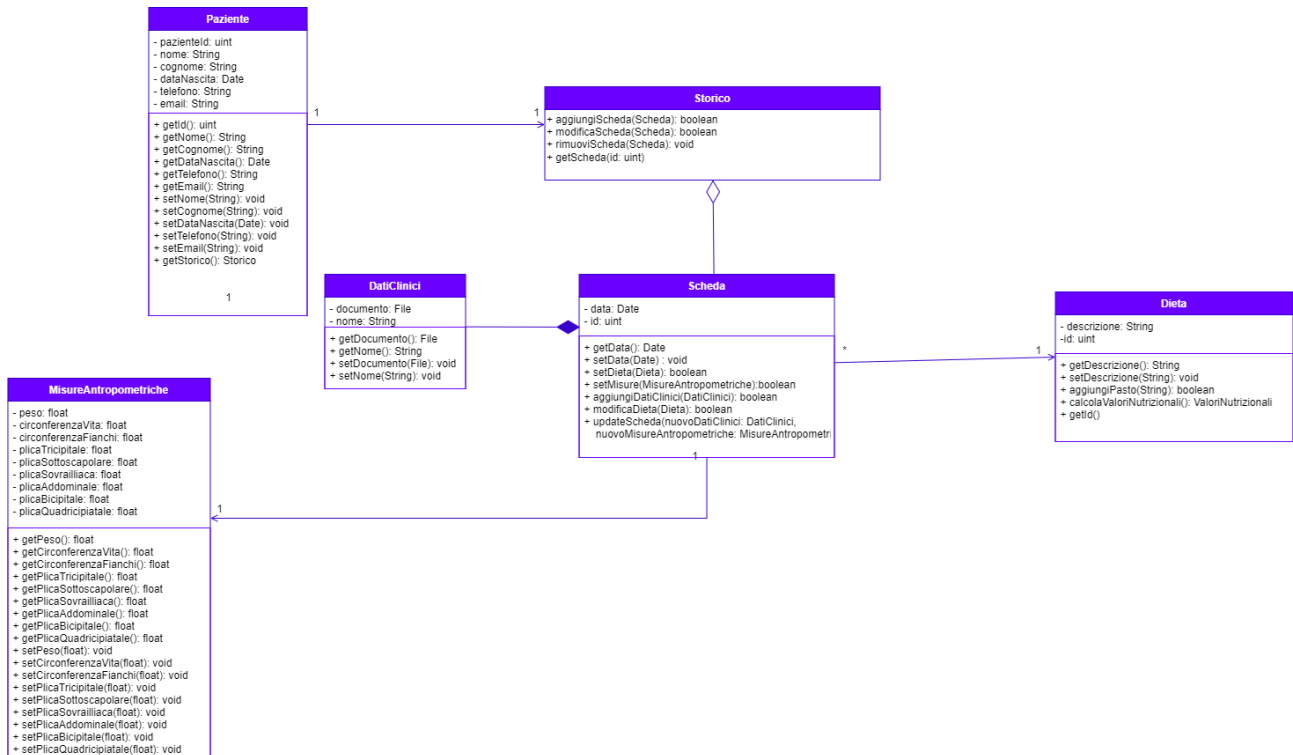 Paziente
- pazienteId: uint
- nome: String
- cognome: String
- dataNascita: Date
- telefono: String
- email: String
+ getId(): uint
+ getNome(): String
+ getCognome(): String
+ getDataNascita(): Date
+ getTelefono(): String
+ getEmail(): String
+ setNome(String): void
+ setCognome(String): void
+ setDataNascita(Date): void
+ setTelefono(String): void
+ setEmail(String): void
+ getStorico(): Storico
1
1
1
Storico
+ aggiungiScheda(Scheda): boolean
+ modificaScheda(Scheda): boolean
+ rimuoviScheda(Scheda): void
+ getScheda(id: uint)
DatiClinici
- documento: File
- nome: String
+ getDocumento(): File
+ getNome(): String
+ setDocumento(File): void
+ setNome(String): void
Scheda
- data: Date
- id: uint
+ getData(): Date
+ setData(Date) : void
+ setDieta(Dieta): boolean
+ setMisure(MisureAntropometriche):boolean
+ aggiungiDatiClinici(DatiClinici): boolean
+ modificaDieta(Dieta): boolean
+ updateScheda(nuovoDatiClinici: DatiClinici,
nuovoMisureAntropometriche: MisureAntropometri
1
*
1
Dieta
- descrizione: String
-id: uint
+ getDescrizione(): String
+ setDescrizione(String): void
+ aggiungiPasto(String): boolean
+ calcolaValoriNutrizionali(): ValoriNutrizionali
+ getId()
MisureAntropometriche
- peso: float
- circonferenzaVita: float
- circonferenzaFianchi: float
- plicaTricipitale: float
- plicaSottoscapolare: float
- plicaSovrailliaca: float
- plicaAddominale: float
- plicaBicipitale: float
- plicaQuadricipiatale: float
1
+ getPeso(): float
+ getCirconferenzaVita(): float
+ getCirconferenzaFianchi(): float
+ getPlicaTricipitale(): float
+ getPlicaSottoscapolare(): float
+ getPlicaSovrailliaca(): float
+ getPlicaAddominale(): float
+ getPlicaBicipitale(): float
+ getPlicaQuadricipiatale(): float
+ setPeso(float): void
+ setCirconferenzaVita(float): void
+ setCirconferenzaFianchi(float): void
+ setPlicaTricipitale(float): void
+ setPlicaSottoscapolare(float): void
+ setPlicaSovrailliaca(float): void
+ setPlicaAddominale(float): void
+ setPlicaBicipitale(float): void
+ setPlicaQuadricipiatale(float): void